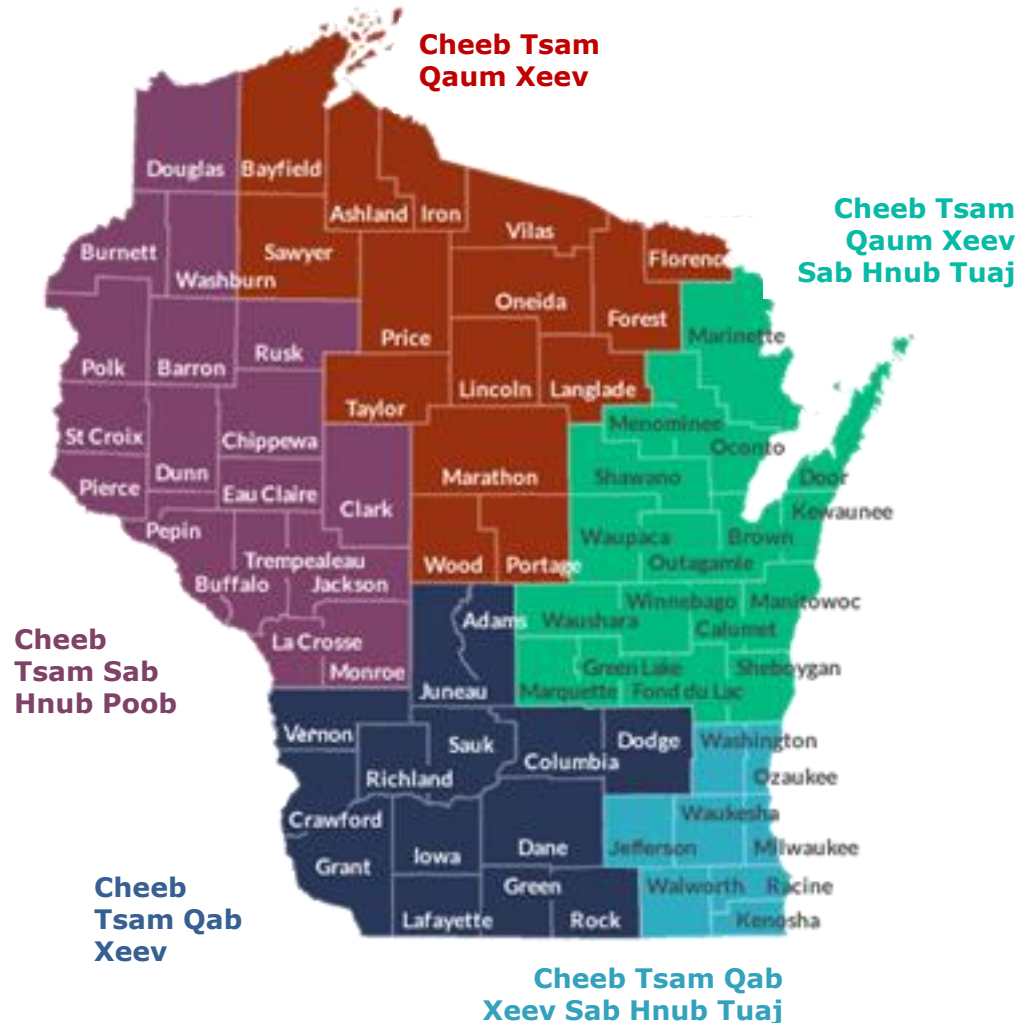 Cheeb Tsam
Qaum Xeev
Cheeb Tsam
Qaum Xeev
Sab Hnub Tuaj
Douglas
Bayfield
Ashland
Iron
Vilas
Burnett
Washburn
Sawyer
Florence
Oneida
Forest
Price
Marinette
Polk
Barron
Rusk
Lincoln
Langlade
Taylor
Menominee
St Croix
Chippewa
Oconto
Marathon
Shawano
Door
Pierce
Dunn
Eau Claire
Clark
Kewaunee
Pepin
Waupaca
Brown
Trempealeau
Wood
Portage
Outagamie
Buffalo
Jackson
Winnebago
Manitowoc
Adams
Waushara
Calumet
La Crosse
Monroe
Green Lake
Sheboygan
Juneau
Marquette
Fond du Lac
Cheeb
Tsam Sab
Hnub Poob
Vernon
Sauk
Dodge
Washington
Columbia
Richland
Ozaukee
Crawford
Waukesha
Grant
Iowa
Dane
Jefferson
Milwaukee
Green
Walworth
Racine
Lafayette
Rock
Kenosha
Cheeb
Tsam Qab
Xeev
Cheeb Tsam Qab
Xeev Sab Hnub Tuaj